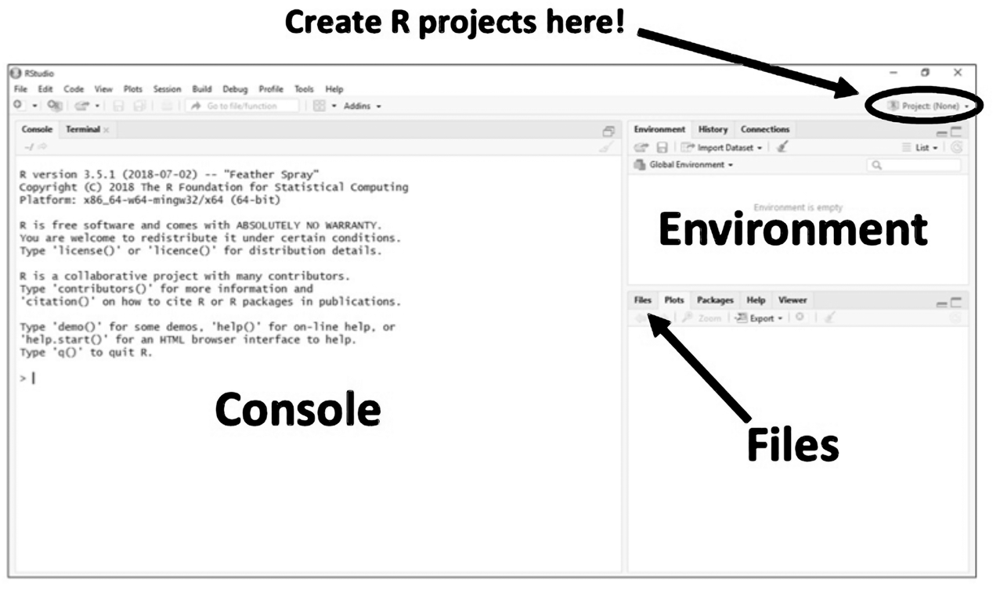 Create R projects here!
RStudio
File Edit Code View Plots Session Build Debug Profile Tools Help
Go to file/function Addins Project: (None)
Console Terminal
~/
R version 3.5.1 (2018-07-02) -- "Feather Spray"
Copyright (C) 2018 The R Foundation for Statistical Computing
Platform: x86_64-w64-mingw32/x64 (64-bit)
R is free software and comes with ABSOLUTELY NO WARRANTY.
You are welcome to redistribute it under certain conditions.
Type 'license()' or 'licence()' for distribution details.
R is a collaborative project with many contributors.
Type 'contributors()' for more information and
'citation()' on how to cite R or R packages in publications.
Type 'demo()' for some demos, 'help()' for on-line help, or
'help.start()' for an HTML browser interface to help.
Type 'q()' to quit R.
>
Console
Environment History Connections
Import Dataset List
Global Environment
Environment is empty
Environment
Files Plots Packages Help Viewer
Zoom Export
Files